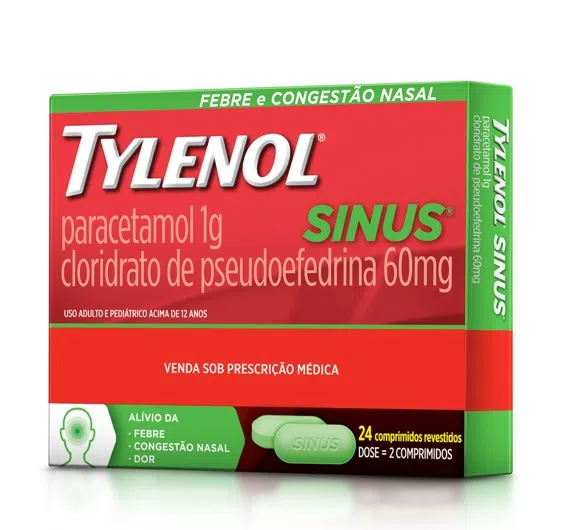 FEBRE e CONGESTÃO NASAL
TYLENOL®
SINUS®
paracetamol 1g
cloridrato de pseudoefedrina 60mg
USO ADULTO E PEDIÁTRICO ACIMA DE 12 ANOS
VENDA SOB PRESCRIÇÃO MÉDICA
ALÍVIO DA
· FEBRE
· CONGESTÃO NASAL
· DOR
SINUS
24 comprimidos revestidos
DOSE = 2 COMPRIMIDOS
TYLENOL SINUS®
paracetamol 1g
cloridrato de pseudoefedrina 60mg